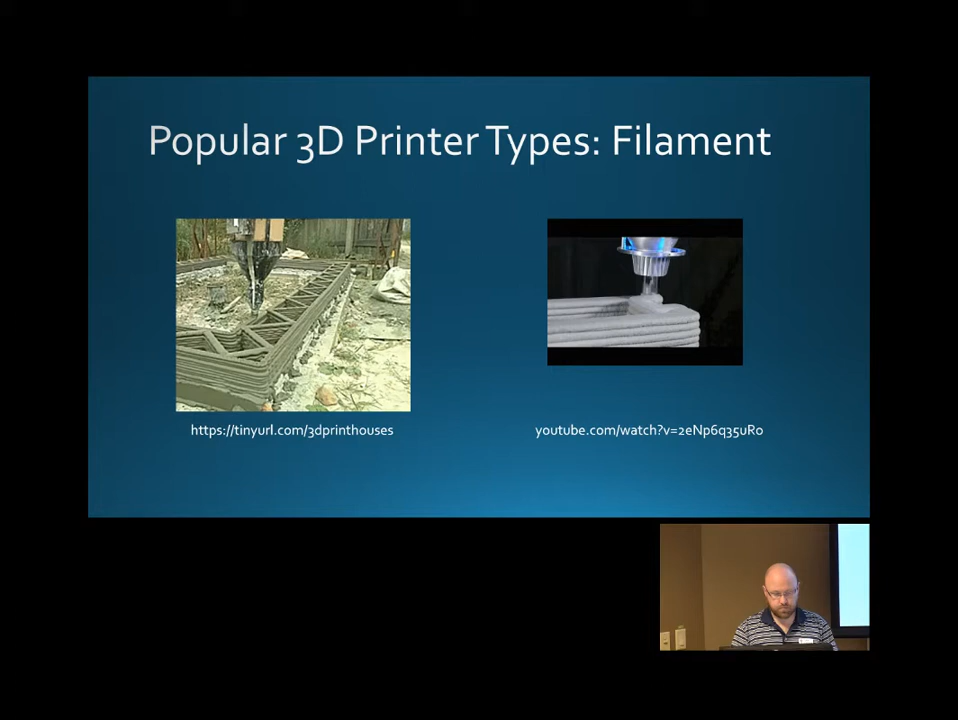 Popular 3D Printer Types: Filament
https://tinyurl.com/3dprinthouses
youtube.com/watch?v=2eNp6q35uRo